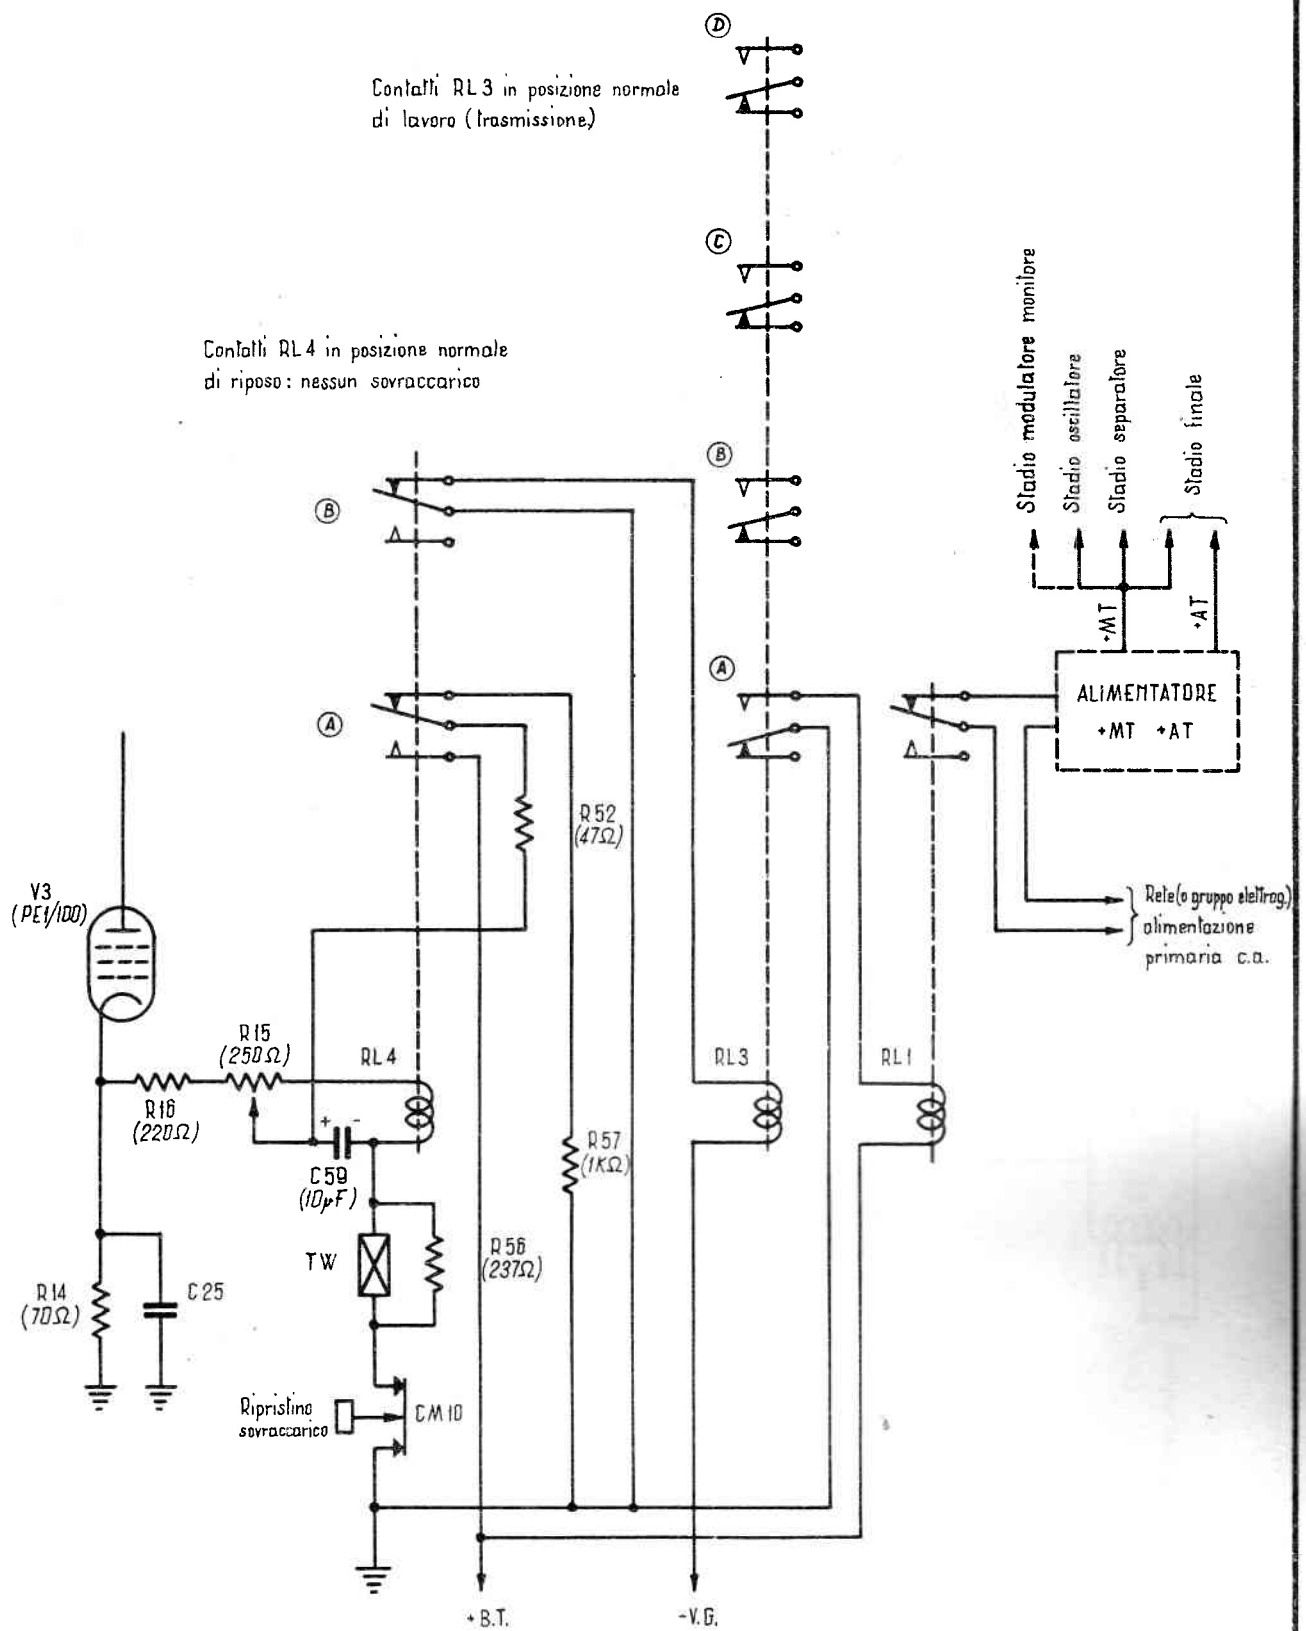 D
Contatti RL3 in posizione normale
di lavoro (trasmissione)
C
Contatti RL4 in posizione normale
di riposo: nessun sovraccarico
Stadio modulatore monitore
Stadio oscillatore
Stadio separatore
Stadio finale
B
B
+MT
+AT
A
A
ALIMENTATORE
+MT +AT
R52
(47Ω)
V3
(PE1/100)
Rete (o gruppo elettrog.)
alimentazione
primaria c.a.
R15
(250Ω)
RL4
RL3
RL1
R16
(220Ω)
+ -
C59
(10µF)
R57
(1KΩ)
TW
R56
(237Ω)
R14
(70Ω)
C25
Ripristino
sovraccarico
CM10
+B.T.
-V.G.